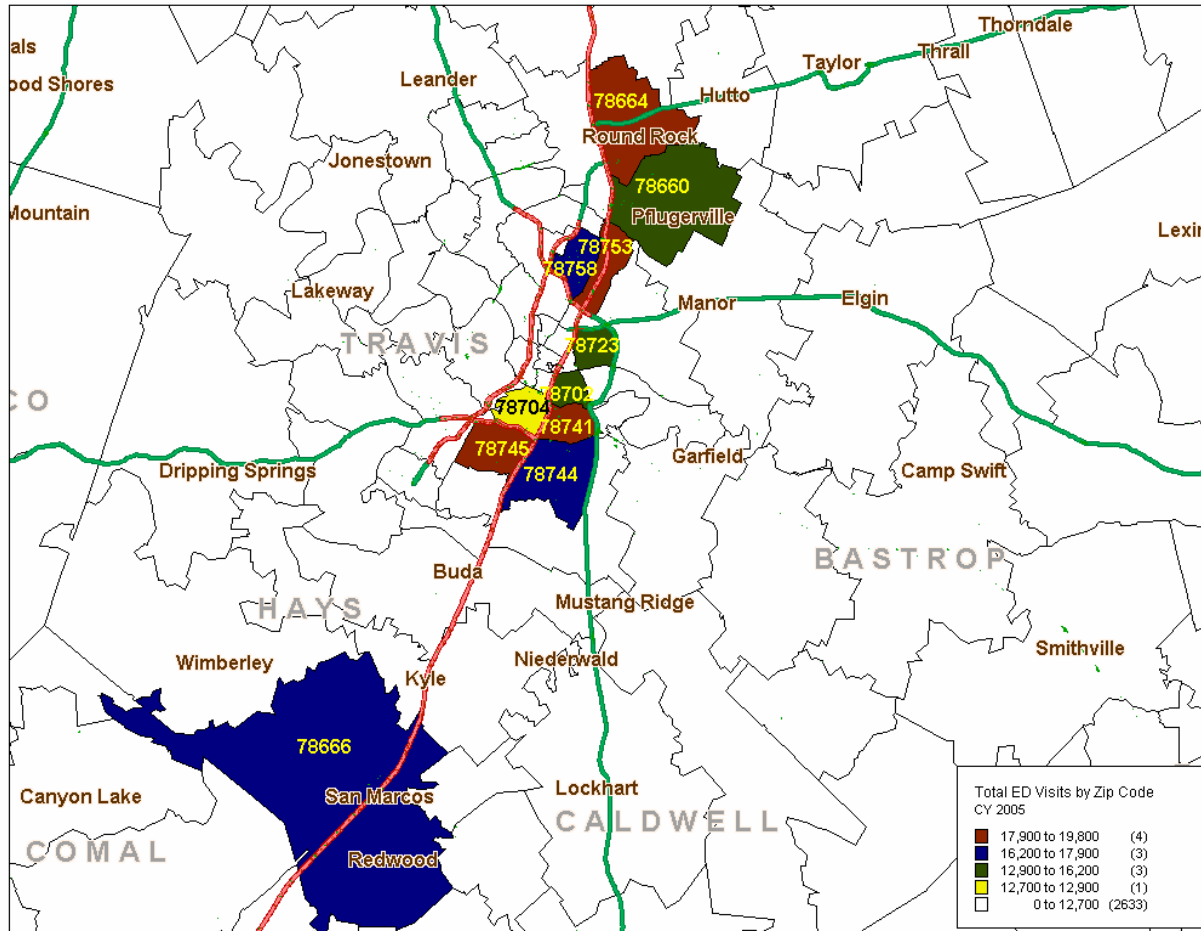 Thorndale
als
Thrall
Taylor
Leander
ood Shores
Hutto
78664
Round Rock
Jonestown
78660
Mountain
Pflugerville
Lexin
78753
78758
Lakeway
Manor
Elgin
TRAVIS
78723
CO
78702
78704
78741
78745
Garfield
Dripping Springs
78744
Camp Swift
BASTROP
Buda
HAYS
Mustang Ridge
Smithville
Wimberley
Niederwald
Kyle
78666
Canyon Lake
San Marcos
Lockhart
CALDWELL
COMAL
Redwood
Total ED Visits by Zip Code
CY 2005
17,900 to 19,800 (4)
16,200 to 17,900 (3)
12,900 to 16,200 (3)
12,700 to 12,900 (1)
0 to 12,700 (2633)